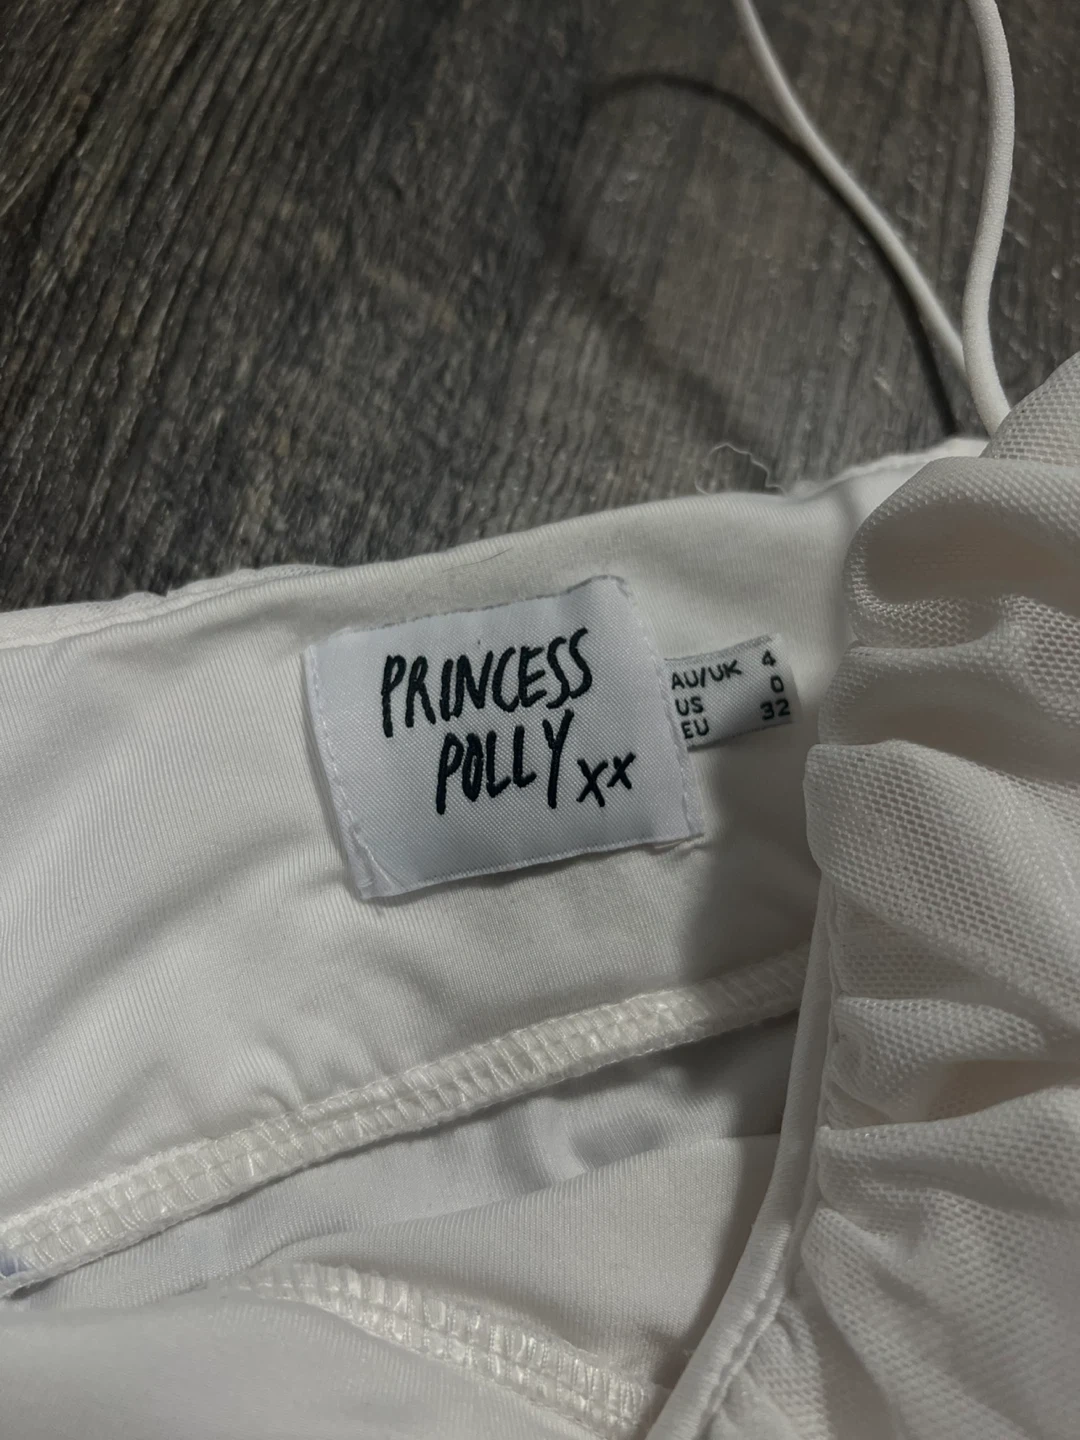 PRINCESS
POLLY xx
AU/UK 4
US 0
EU 32